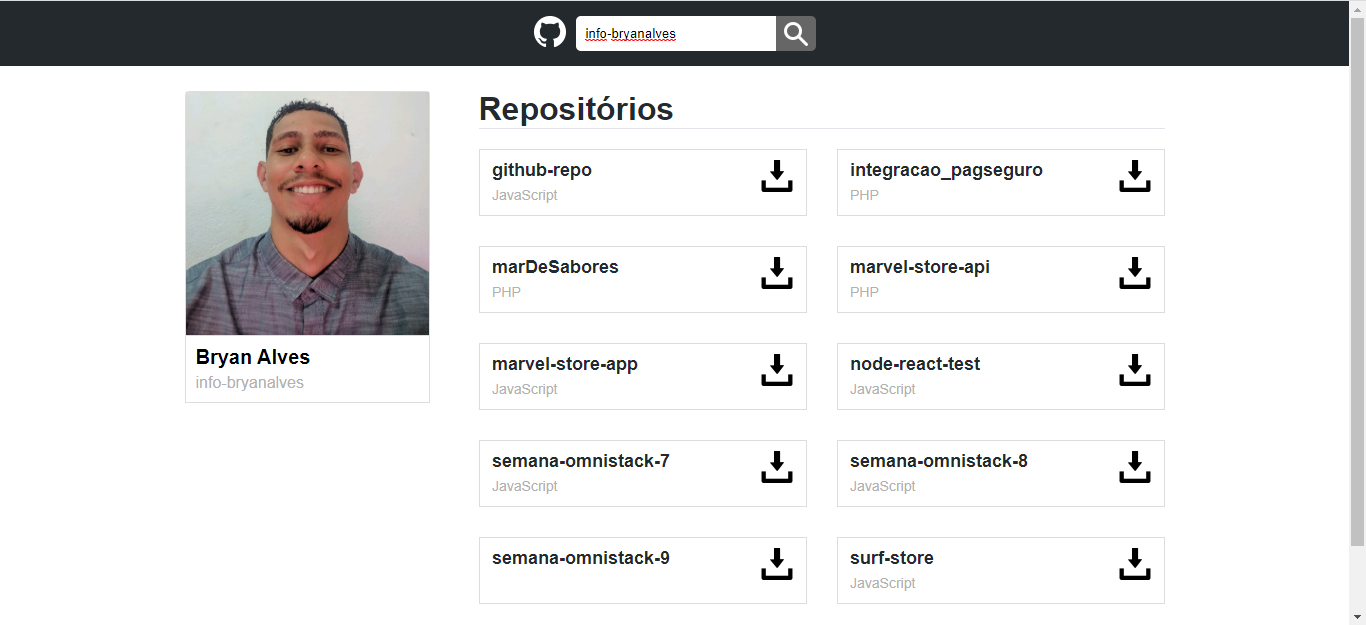 info-bryanalves
Bryan Alves
info-bryanalves
Repositórios
github-repo
JavaScript
integracao_pagseguro
PHP
marDeSabores
PHP
marvel-store-api
PHP
marvel-store-app
JavaScript
node-react-test
JavaScript
semana-omnistack-7
JavaScript
semana-omnistack-8
JavaScript
semana-omnistack-9
surf-store
JavaScript